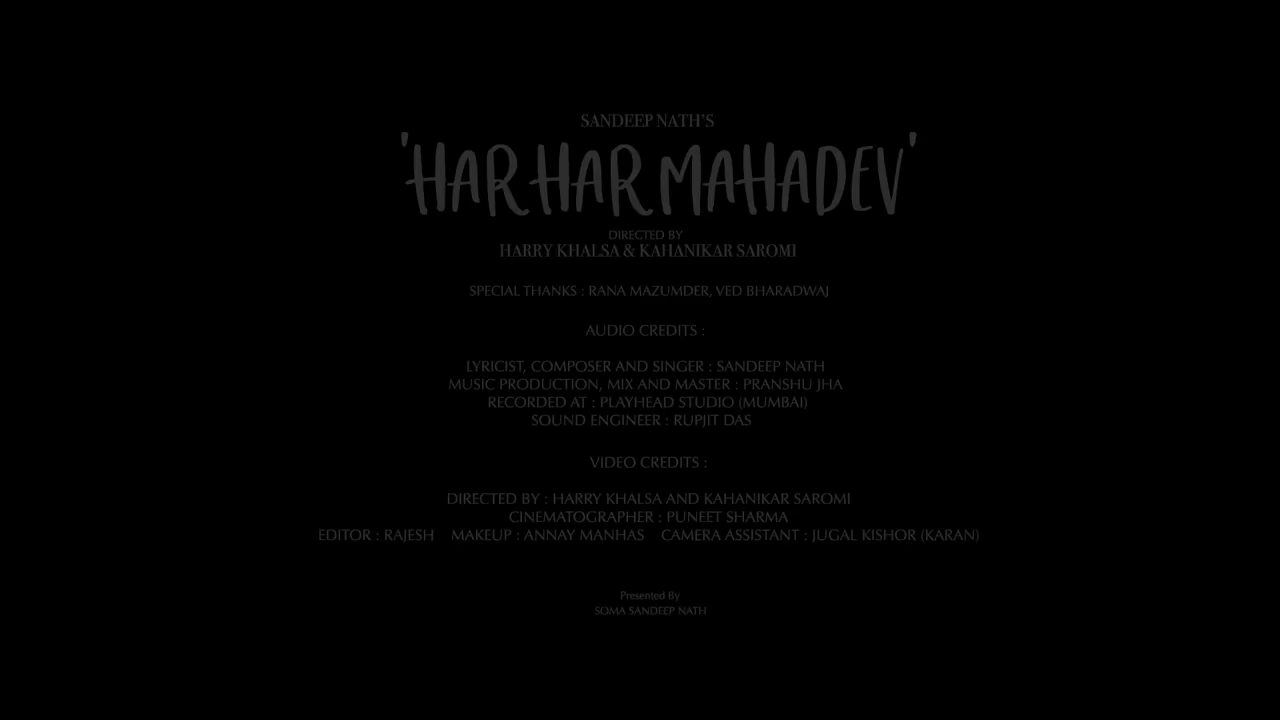 SANDEEP NATH'S
'HAR HAR MAHADEV'
DIRECTED BY
HARRY KHALSA & KAHANIKAR SAROMI
SPECIAL THANKS : RANA MAZUMDER, VED BHARADWAJ
AUDIO CREDITS :
LYRICIST, COMPOSER AND SINGER : SANDEEP NATH
MUSIC PRODUCTION, MIX AND MASTER : PRANSHU JHA
RECORDED AT : PLAYHEAD STUDIO (MUMBAI)
SOUND ENGINEER : RUPJIT DAS
VIDEO CREDITS :
DIRECTED BY : HARRY KHALSA AND KAHANIKAR SAROMI
CINEMATOGRAPHER : PUNEET SHARMA
EDITOR : RAJESH MAKEUP : ANNAY MANHAS CAMERA ASSISTANT : JUGAL KISHOR (KARAN)
Presented By
SOMA SANDEEP NATH